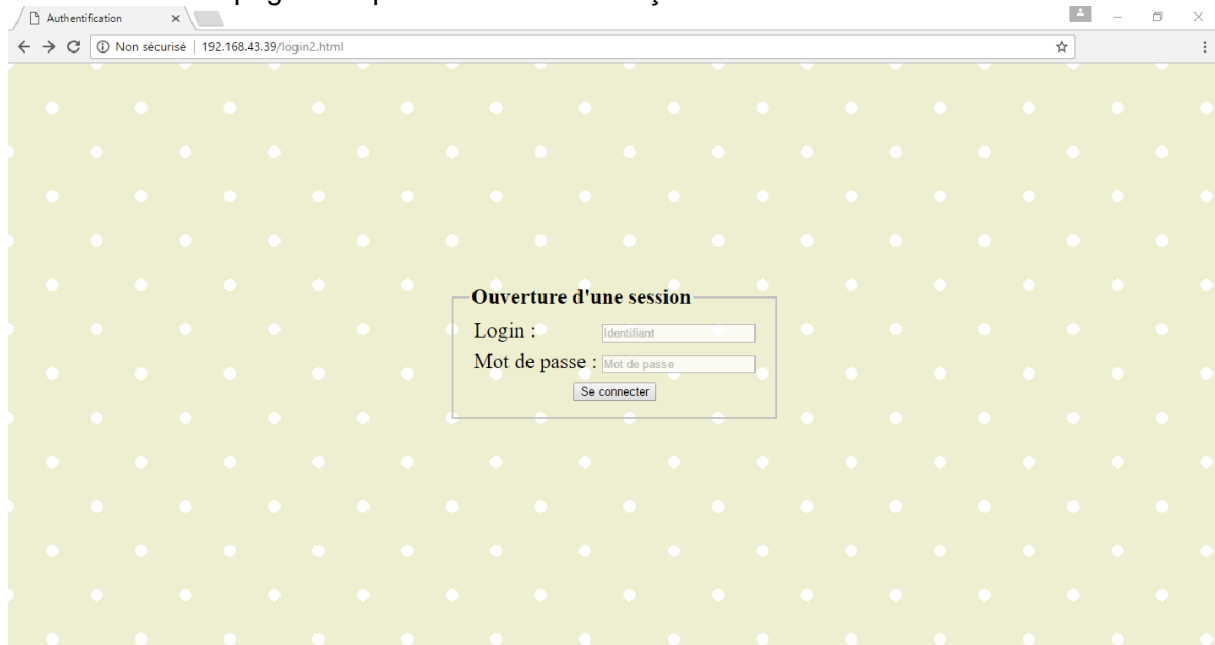 Authentification
Non sécurisé | 192.168.43.39/login2.html
Ouverture d'une session
Login :
Identifiant
Mot de passe :
Mot de passe
Se connecter